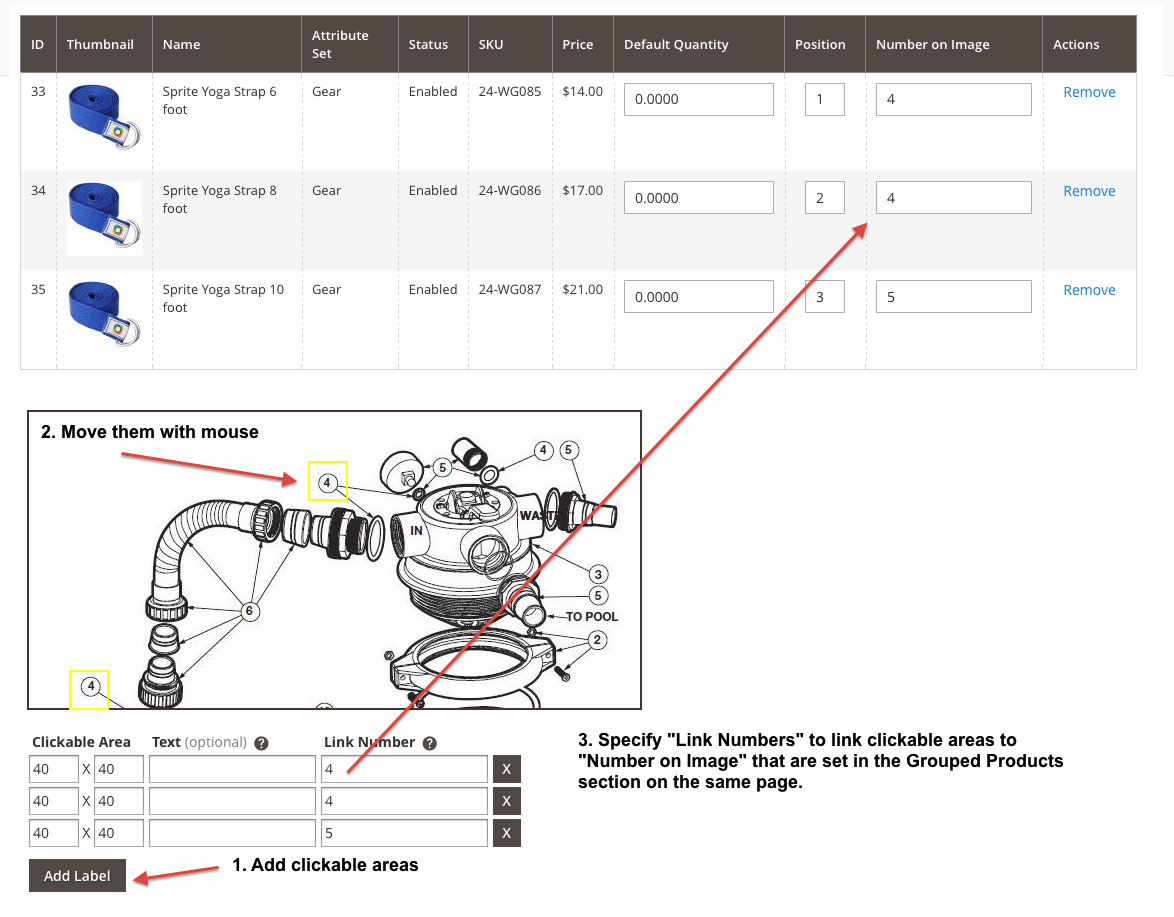 ID Thumbnail Name Attribute Set Status SKU Price Default Quantity Position Number on Image Actions
33 Sprite Yoga Strap 6 foot Gear Enabled 24-WG085 $14.00 0.0000 1 4 Remove
34 Sprite Yoga Strap 8 foot Gear Enabled 24-WG086 $17.00 0.0000 2 4 Remove
35 Sprite Yoga Strap 10 foot Gear Enabled 24-WG087 $21.00 0.0000 3 5 Remove
2. Move them with mouse
4 5
5
4
WAST
IN
3
5
6
TO POOL
2
4
Clickable Area Text (optional) ? Link Number ?
40 X 40 4 X
40 X 40 4 X
40 X 40 5 X
Add Label
1. Add clickable areas
3. Specify "Link Numbers" to link clickable areas to
"Number on Image" that are set in the Grouped Products
section on the same page.